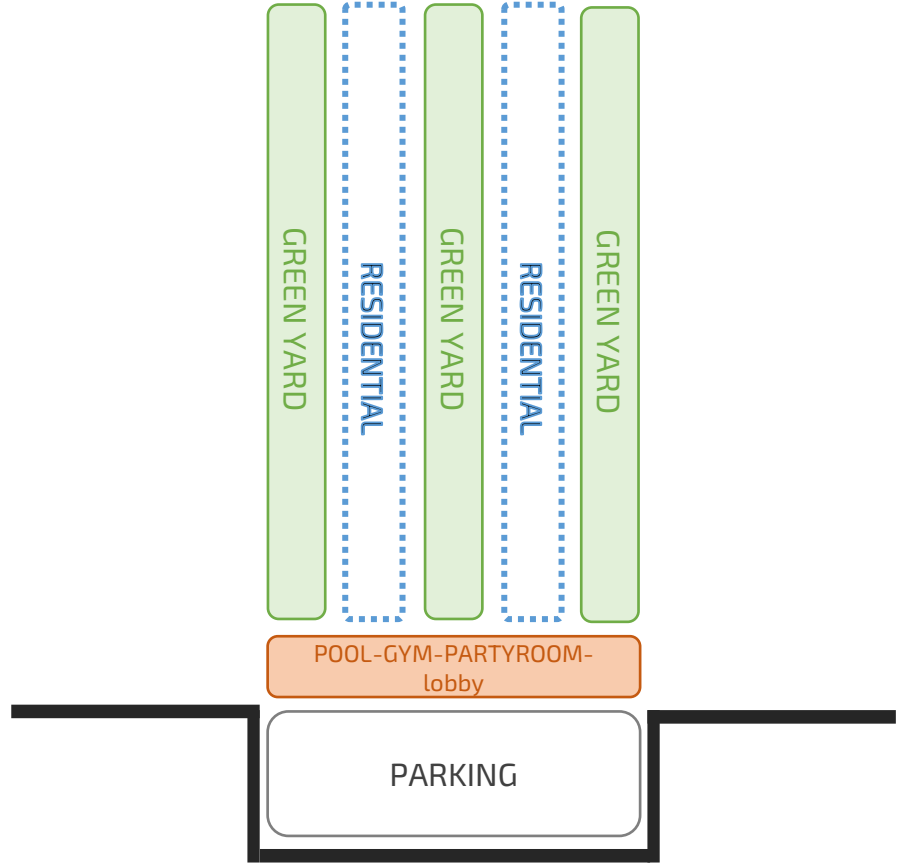 GREEN YARD
RESIDENTIAL
GREEN YARD
RESIDENTIAL
GREEN YARD
POOL-GYM-PARTYROOM-
lobby
PARKING